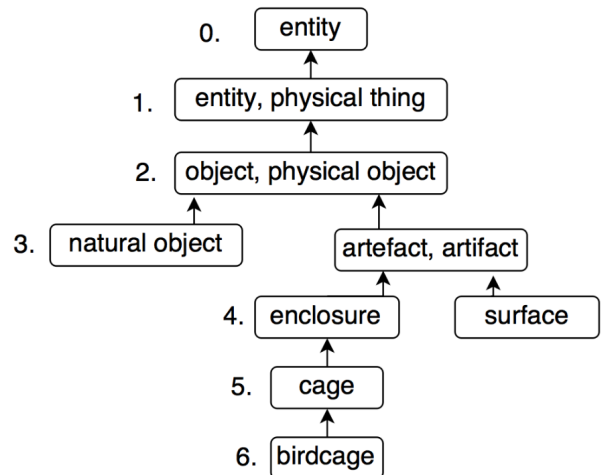 0. entity
1. entity, physical thing
2. object, physical object
3. natural object artefact, artifact
4. enclosure surface
5. cage
6. birdcage